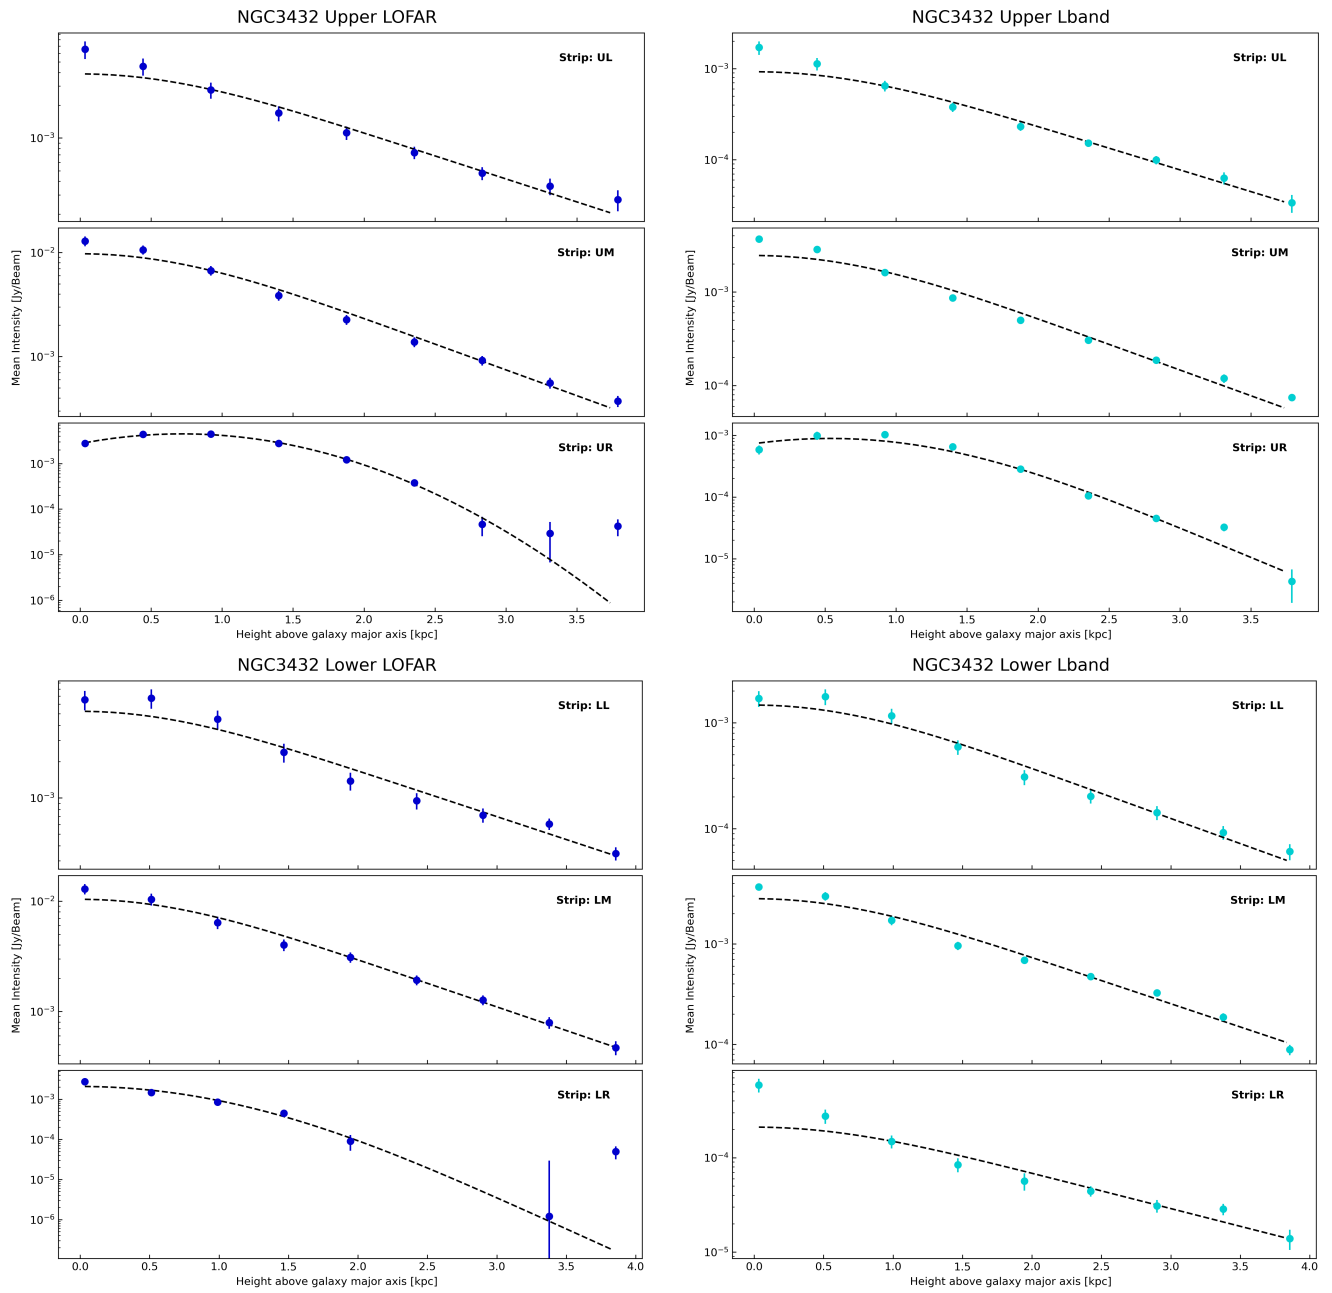 NGC3432 Upper LOFAR
Strip: UL
10⁻³
Strip: UM
10⁻²
10⁻³
Mean Intensity [Jy/Beam]
Strip: UR
10⁻³
10⁻⁴
10⁻⁵
10⁻⁶
0.0 0.5 1.0 1.5 2.0 2.5 3.0 3.5
Height above galaxy major axis [kpc]
NGC3432 Upper Lband
Strip: UL
10⁻³
10⁻⁴
Strip: UM
10⁻³
10⁻⁴
Mean Intensity [Jy/Beam]
Strip: UR
10⁻³
10⁻⁴
10⁻⁵
0.0 0.5 1.0 1.5 2.0 2.5 3.0 3.5
Height above galaxy major axis [kpc]
NGC3432 Lower LOFAR
Strip: LL
10⁻³
Strip: LM
10⁻²
10⁻³
Mean Intensity [Jy/Beam]
Strip: LR
10⁻³
10⁻⁴
10⁻⁵
10⁻⁶
0.0 0.5 1.0 1.5 2.0 2.5 3.0 3.5 4.0
Height above galaxy major axis [kpc]
NGC3432 Lower Lband
Strip: LL
10⁻³
10⁻⁴
Strip: LM
10⁻³
10⁻⁴
Mean Intensity [Jy/Beam]
Strip: LR
10⁻⁴
10⁻⁵
0.0 0.5 1.0 1.5 2.0 2.5 3.0 3.5 4.0
Height above galaxy major axis [kpc]